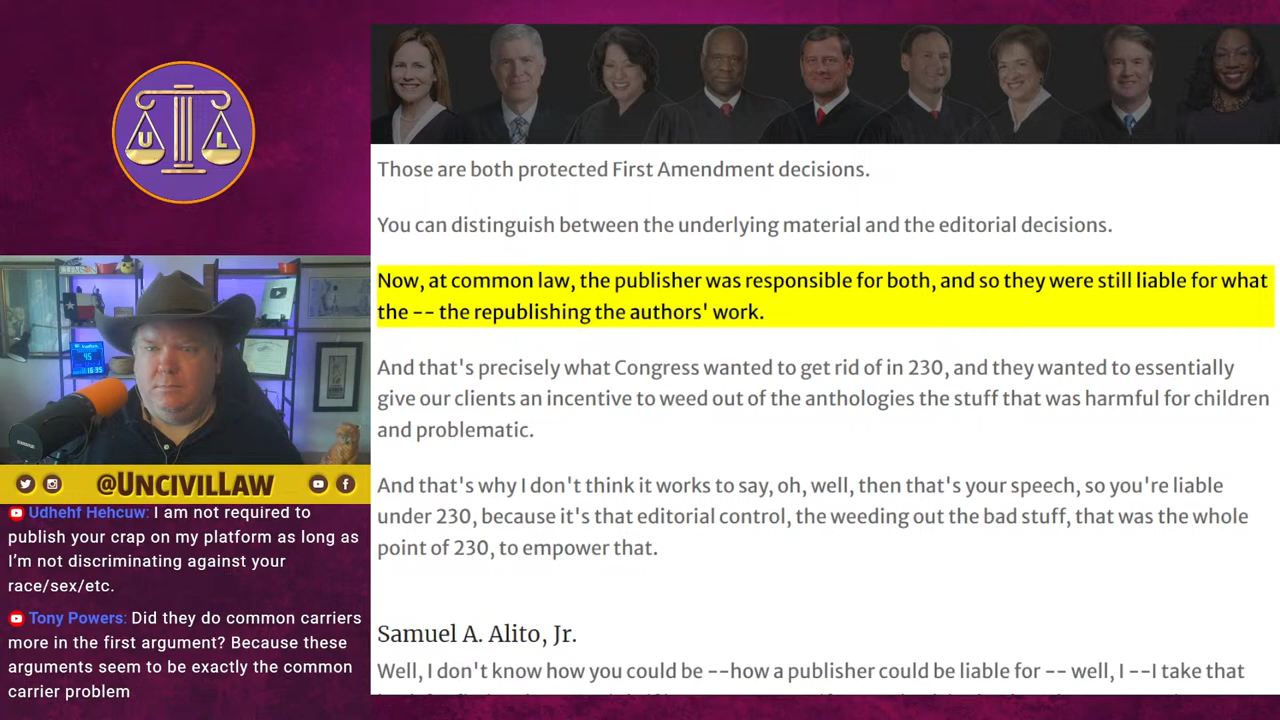 U L
Those are both protected First Amendment decisions.
You can distinguish between the underlying material and the editorial decisions.
Now, at common law, the publisher was responsible for both, and so they were still liable for what
the -- the republishing the authors' work.
And that's precisely what Congress wanted to get rid of in 230, and they wanted to essentially
give our clients an incentive to weed out of the anthologies the stuff that was harmful for children
and problematic.
And that's why I don't think it works to say, oh, well, then that's your speech, so you're liable
under 230, because it's that editorial control, the weeding out the bad stuff, that was the whole
point of 230, to empower that.
Samuel A. Alito, Jr.
Well, I don't know how you could be --how a publisher could be liable for -- well, I --I take that
45
@UNCIVILLAW
Udhehf Hehcuw: I am not required to
publish your crap on my platform as long as
I'm not discriminating against your
race/sex/etc.
Tony Powers: Did they do common carriers
more in the first argument? Because these
arguments seem to be exactly the common
carrier problem